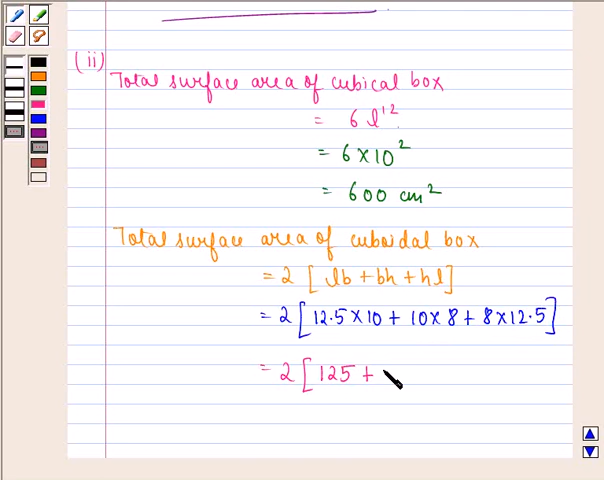 (ii)
Total surface area of cubical box
= 6 l'².
= 6 × 10²
= 600 cm²
Total surface area of cuboidal box
= 2 [ lb + bh + hl ]
= 2 [ 12.5 × 10 + 10 × 8 + 8 × 12.5 ]
= 2 [ 125 +